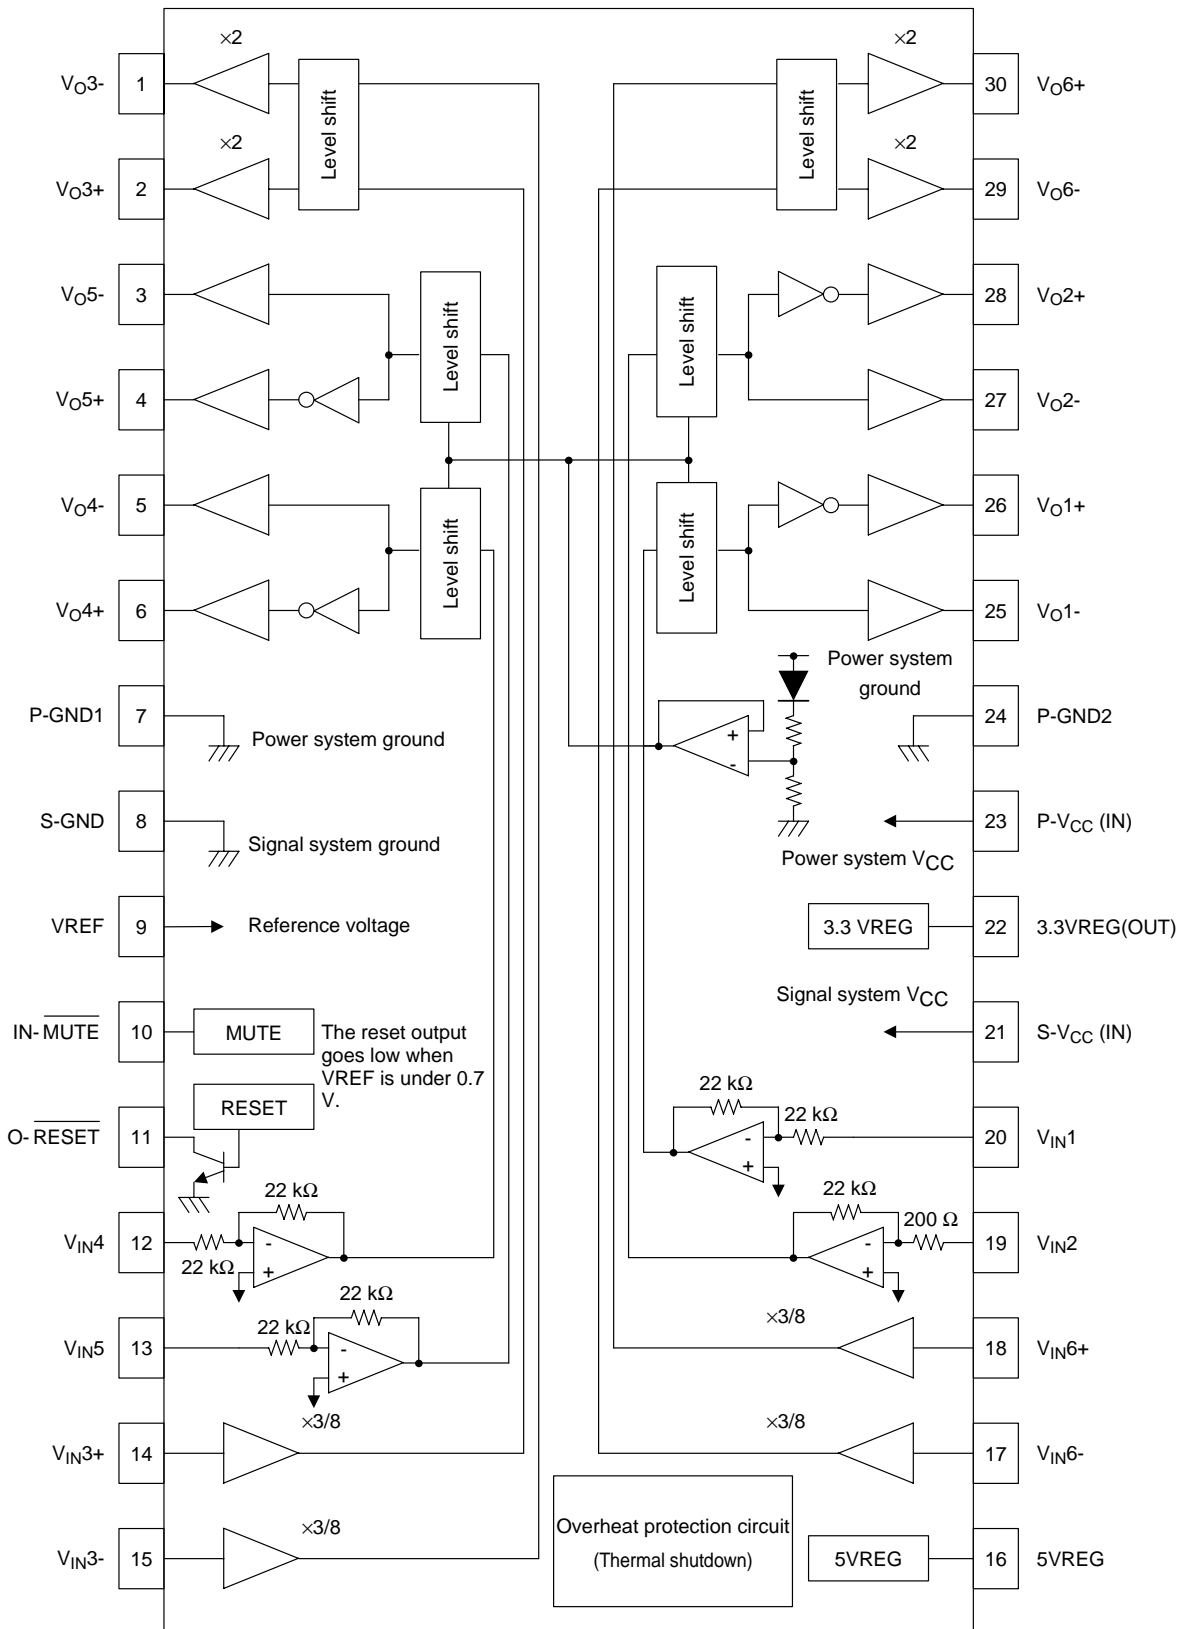 ×2
×2
VO3-
1
Level shift
Level shift
30
VO6+
×2
×2
VO3+
2
29
VO6-
VO5-
3
Level shift
Level shift
28
VO2+
VO5+
4
27
VO2-
VO4-
5
Level shift
Level shift
26
VO1+
VO4+
6
25
VO1-
Power system
ground
P-GND1
7
Power system ground
+
-
24
P-GND2
S-GND
8
Signal system ground
23
P-VCC (IN)
Power system VCC
VREF
9
Reference voltage
3.3 VREG
22
3.3VREG(OUT)
Signal system VCC
IN-MUTE
10
MUTE
The reset output
goes low when
VREF is under 0.7
V.
21
S-VCC (IN)
RESET
22 kΩ
22 kΩ
O-RESET
11
-
+
20
VIN1
22 kΩ
22 kΩ
200 Ω
VIN4
12
22 kΩ
-
+
-
+
19
VIN2
22 kΩ
22 kΩ
×3/8
VIN5
13
-
+
18
VIN6+
×3/8
×3/8
VIN3+
14
17
VIN6-
×3/8
Overheat protection circuit
(Thermal shutdown)
VIN3-
15
5VREG
16
5VREG